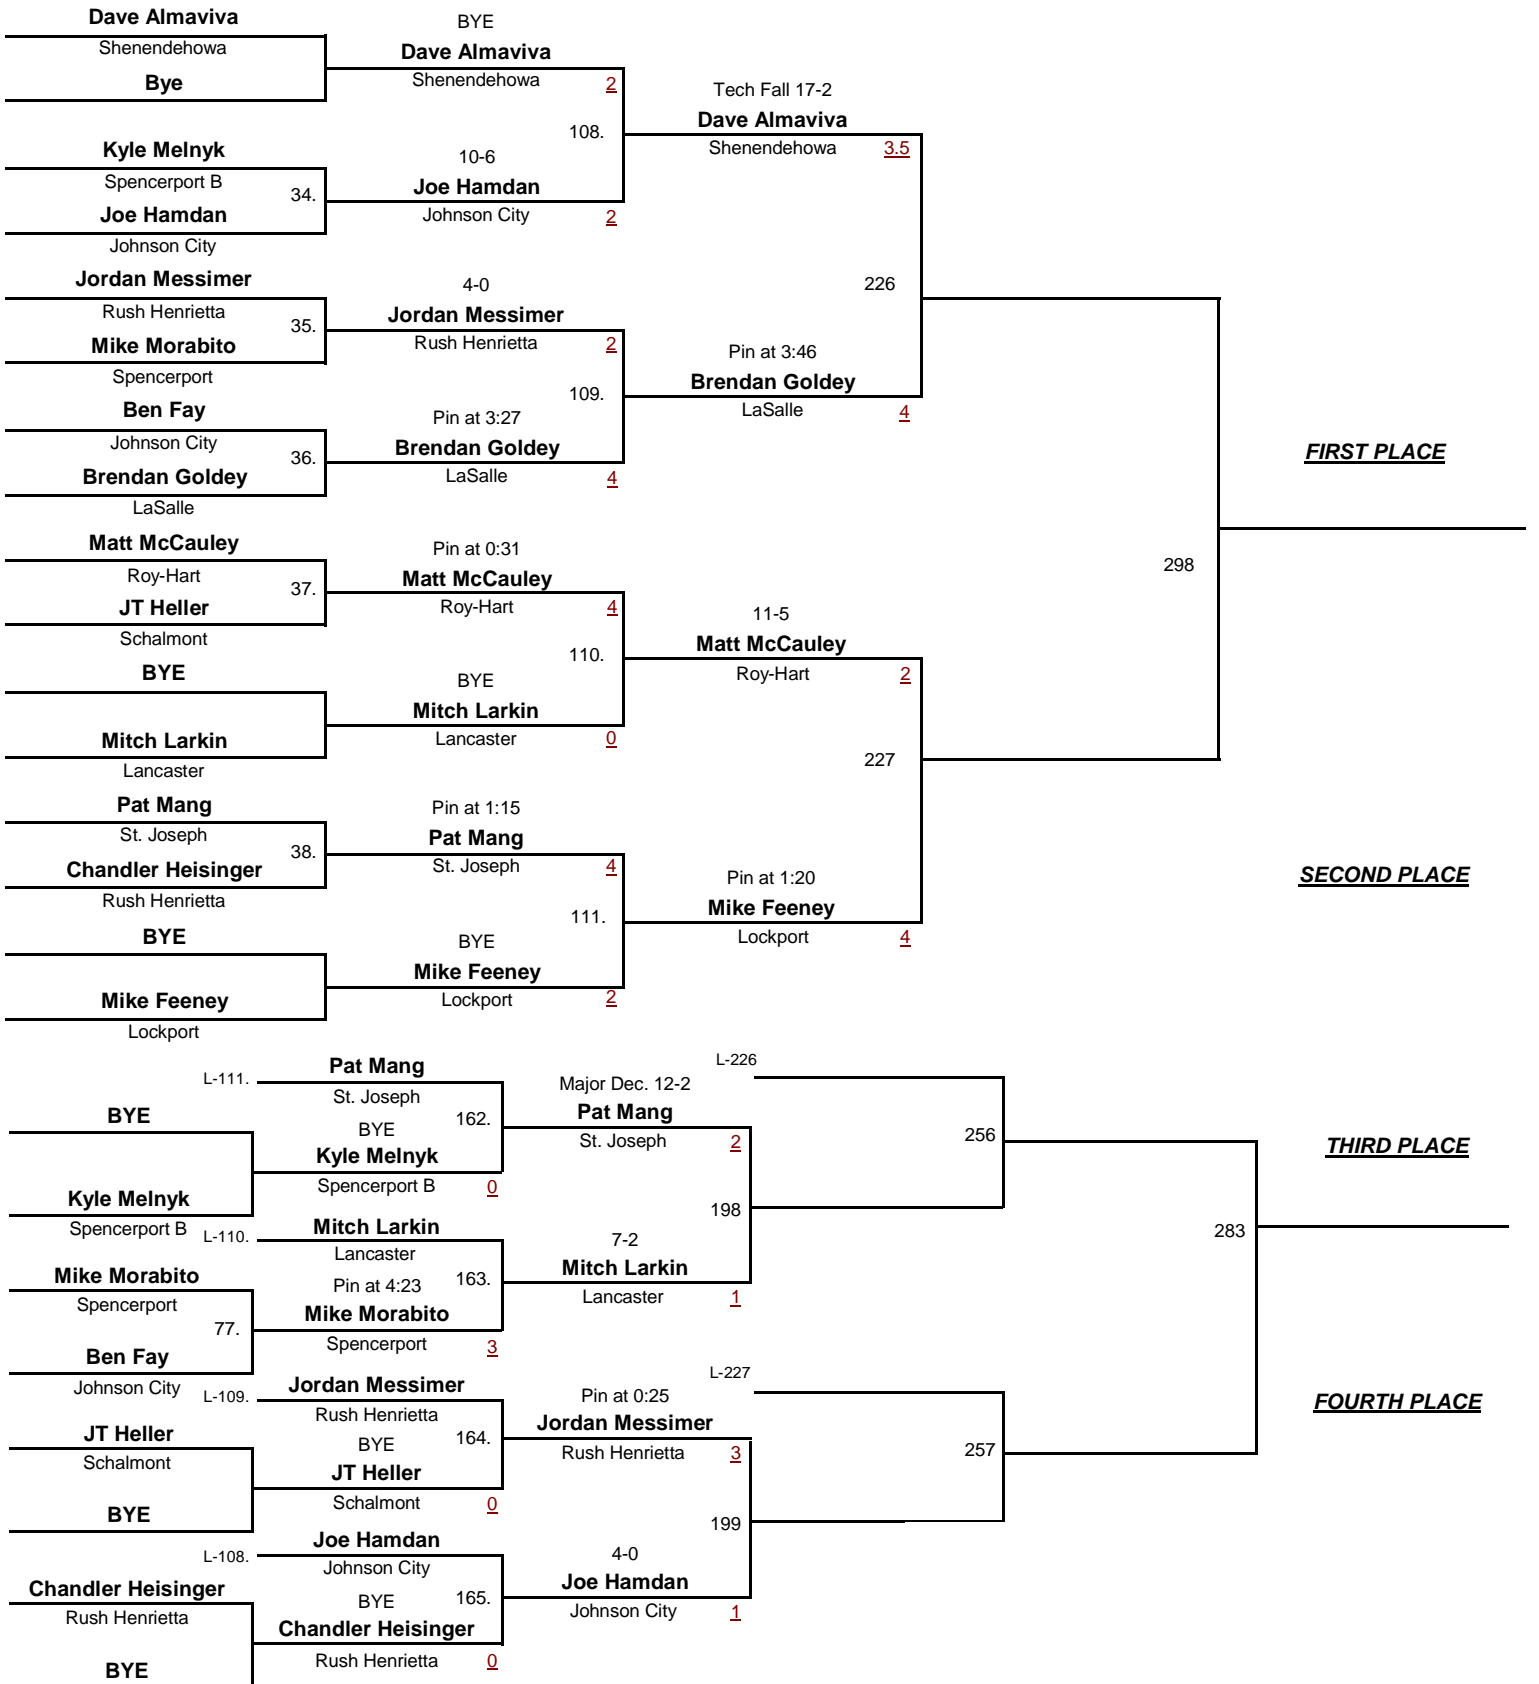 Dave Almaviva
BYE
Shenendehowa
Dave Almaviva
Bye
Shenendehowa
2
Tech Fall 17-2
Dave Almaviva
108.
Shenendehowa
3.5
Kyle Melnyk
10-6
Spencerport B
34.
Joe Hamdan
Joe Hamdan
Johnson City
2
Johnson City
Jordan Messimer
4-0
226
Rush Henrietta
35.
Jordan Messimer
Mike Morabito
Rush Henrietta
2
Pin at 3:46
Spencerport
Brendan Goldey
109.
LaSalle
4
Ben Fay
Pin at 3:27
Johnson City
36.
Brendan Goldey
FIRST PLACE
Brendan Goldey
LaSalle
4
LaSalle
Matt McCauley
Pin at 0:31
298
Roy-Hart
37.
Matt McCauley
JT Heller
Roy-Hart
4
11-5
Schalmont
Matt McCauley
110.
BYE
BYE
Roy-Hart
2
Mitch Larkin
Mitch Larkin
Lancaster
0
Lancaster
227
Pat Mang
Pin at 1:15
St. Joseph
38.
Pat Mang
Chandler Heisinger
St. Joseph
4
Pin at 1:20
SECOND PLACE
Rush Henrietta
Mike Feeney
111.
BYE
BYE
Lockport
4
Mike Feeney
Mike Feeney
Lockport
2
Lockport
L-111.
Pat Mang
L-226
St. Joseph
Major Dec. 12-2
BYE
162.
Pat Mang
BYE
St. Joseph
2
256
THIRD PLACE
Kyle Melnyk
Kyle Melnyk
Spencerport B
0
Spencerport B
L-110.
Mitch Larkin
198
283
Lancaster
7-2
Mike Morabito
Pin at 4:23
163.
Mitch Larkin
Spencerport
Mike Morabito
Lancaster
1
77.
Spencerport
3
Ben Fay
Johnson City
L-109.
Jordan Messimer
L-227
Rush Henrietta
Pin at 0:25
FOURTH PLACE
JT Heller
BYE
164.
Jordan Messimer
Schalmont
JT Heller
Rush Henrietta
3
257
BYE
Schalmont
0
199
L-108.
Joe Hamdan
Johnson City
4-0
Chandler Heisinger
BYE
165.
Joe Hamdan
Rush Henrietta
Chandler Heisinger
Johnson City
1
BYE
Rush Henrietta
0